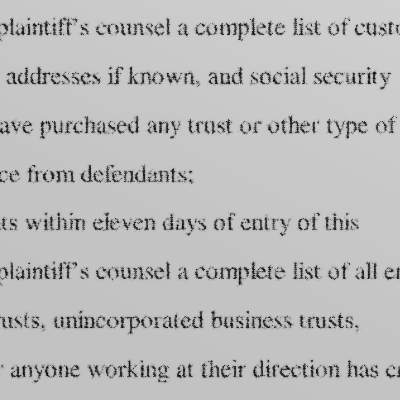 plaintiff's counsel a complete list of custo
addresses if known, and social security
ave purchased any trust or other type of
ce from defendants;
ts within eleven days of entry of this
plaintiff's counsel a complete list of all e
usts, unincorporated business trusts,
anyone working at their direction has c